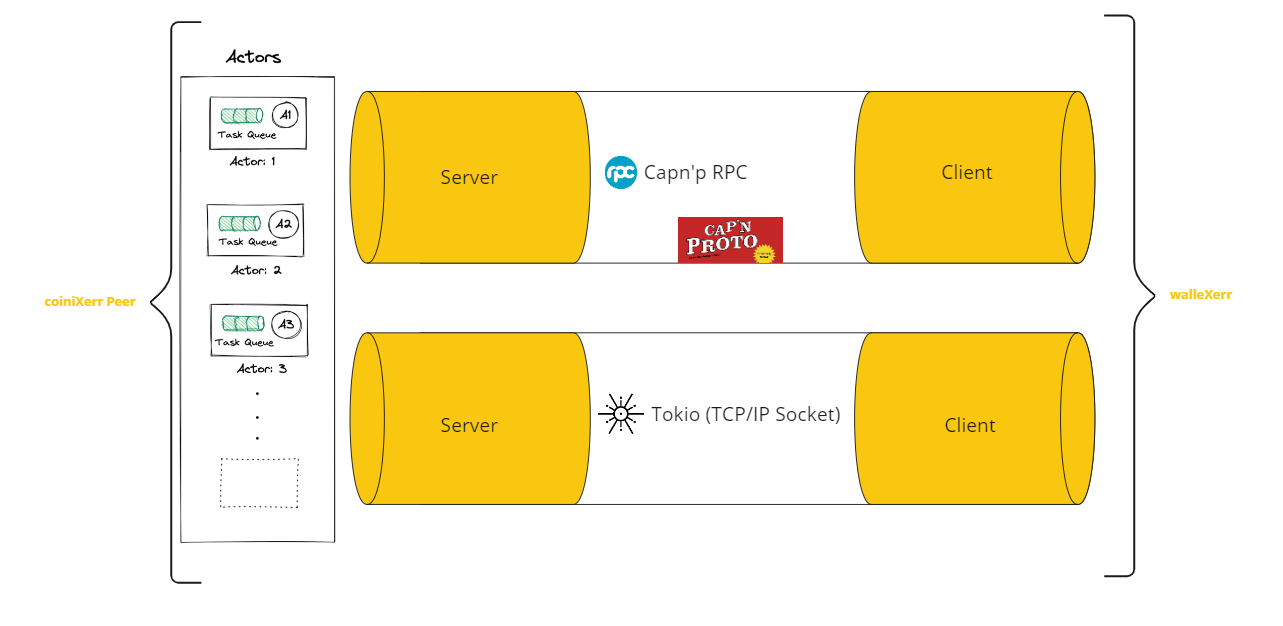 Actors
A1
Task Queue
Actor: 1
A2
Task Queue
Actor: 2
A3
Task Queue
Actor: 3
coiniXerr Peer
Server
rpc Capn'p RPC
CAP'N
PROTO
Client
Server
Tokio (TCP/IP Socket)
Client
walleXerr